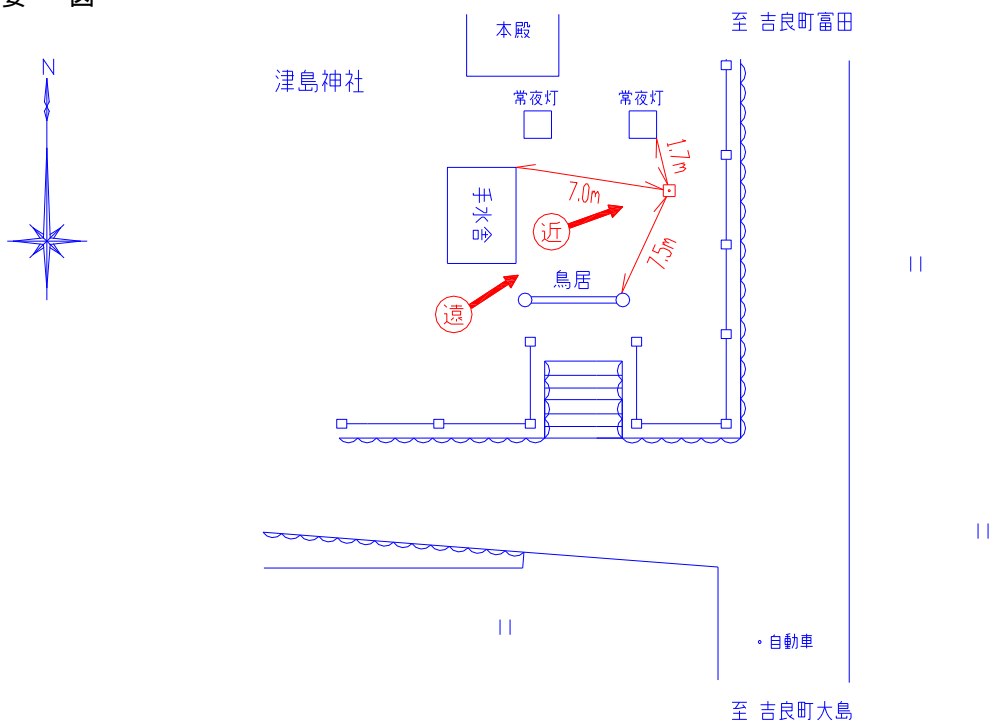 要 図
至 吉良町富田
本殿
N
津島神社
常夜灯
常夜灯
1.7m
7.0m
手水舎
近
7.5m
鳥居
遠
自動車
至 吉良町大島